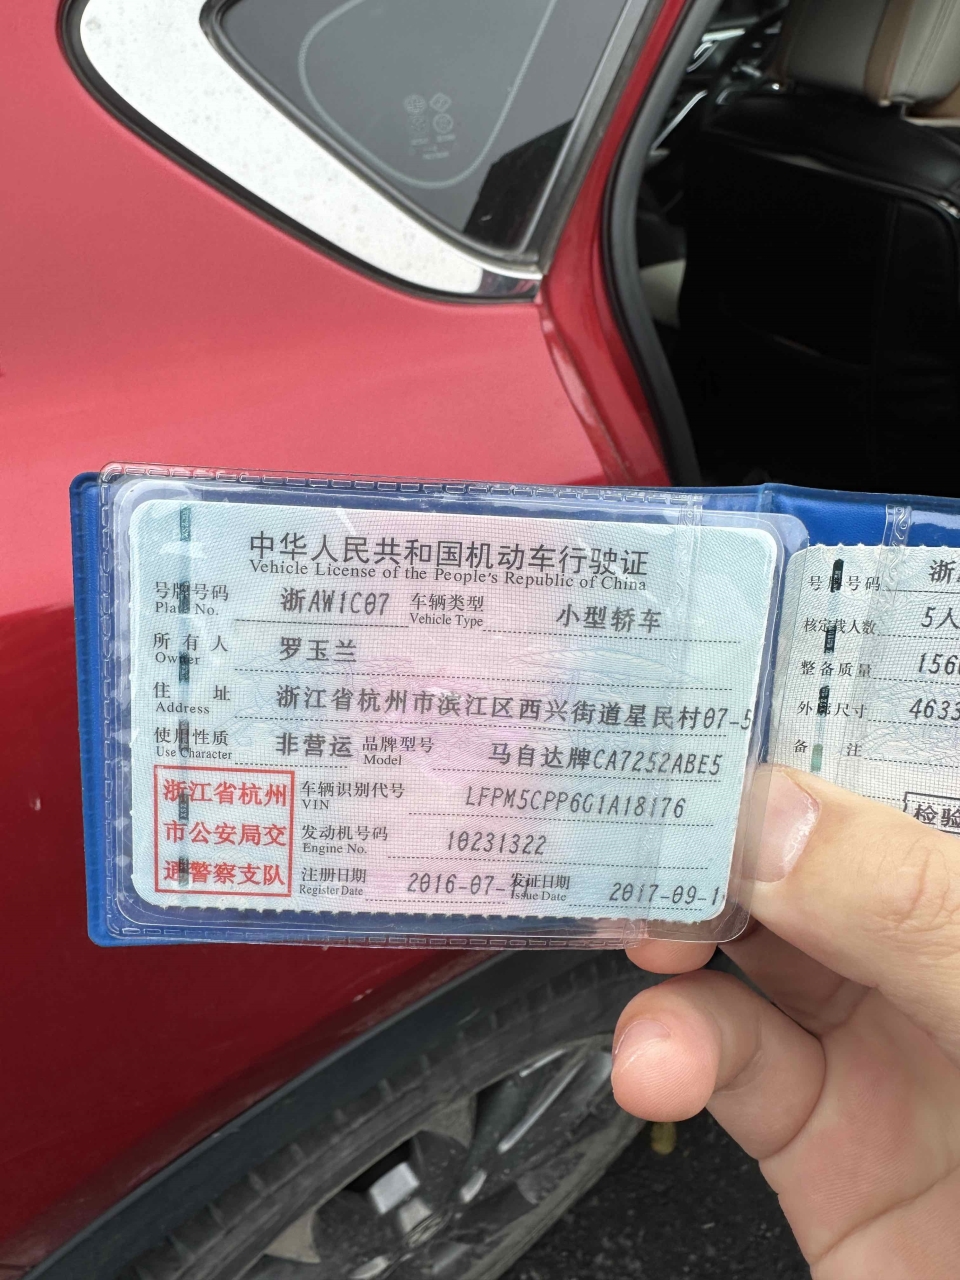 中华人民共和国机动车行驶证
Vehicle License of the People's Republic of China
号牌号码 浙AW1C07 车辆类型 小型轿车
Plate No. Vehicle Type
所有人 罗玉兰
Owner
住址 浙江省杭州市滨江区西兴街道星民村07-5
Address
使用性质 非营运 品牌型号 马自达牌CA7252ABE5
Use Character Model
浙江省杭州
市公安局交
通警察支队
车辆识别代号 LFPM5CPP6G1A18176
VIN
发动机号码 10231322
Engine No.
注册日期 2016-07-1 发证日期 2017-09-1
Register Date Issue Date
号牌号码 浙
核定载人数 5人
整备质量 156
外廓尺寸 4633
备注
检验